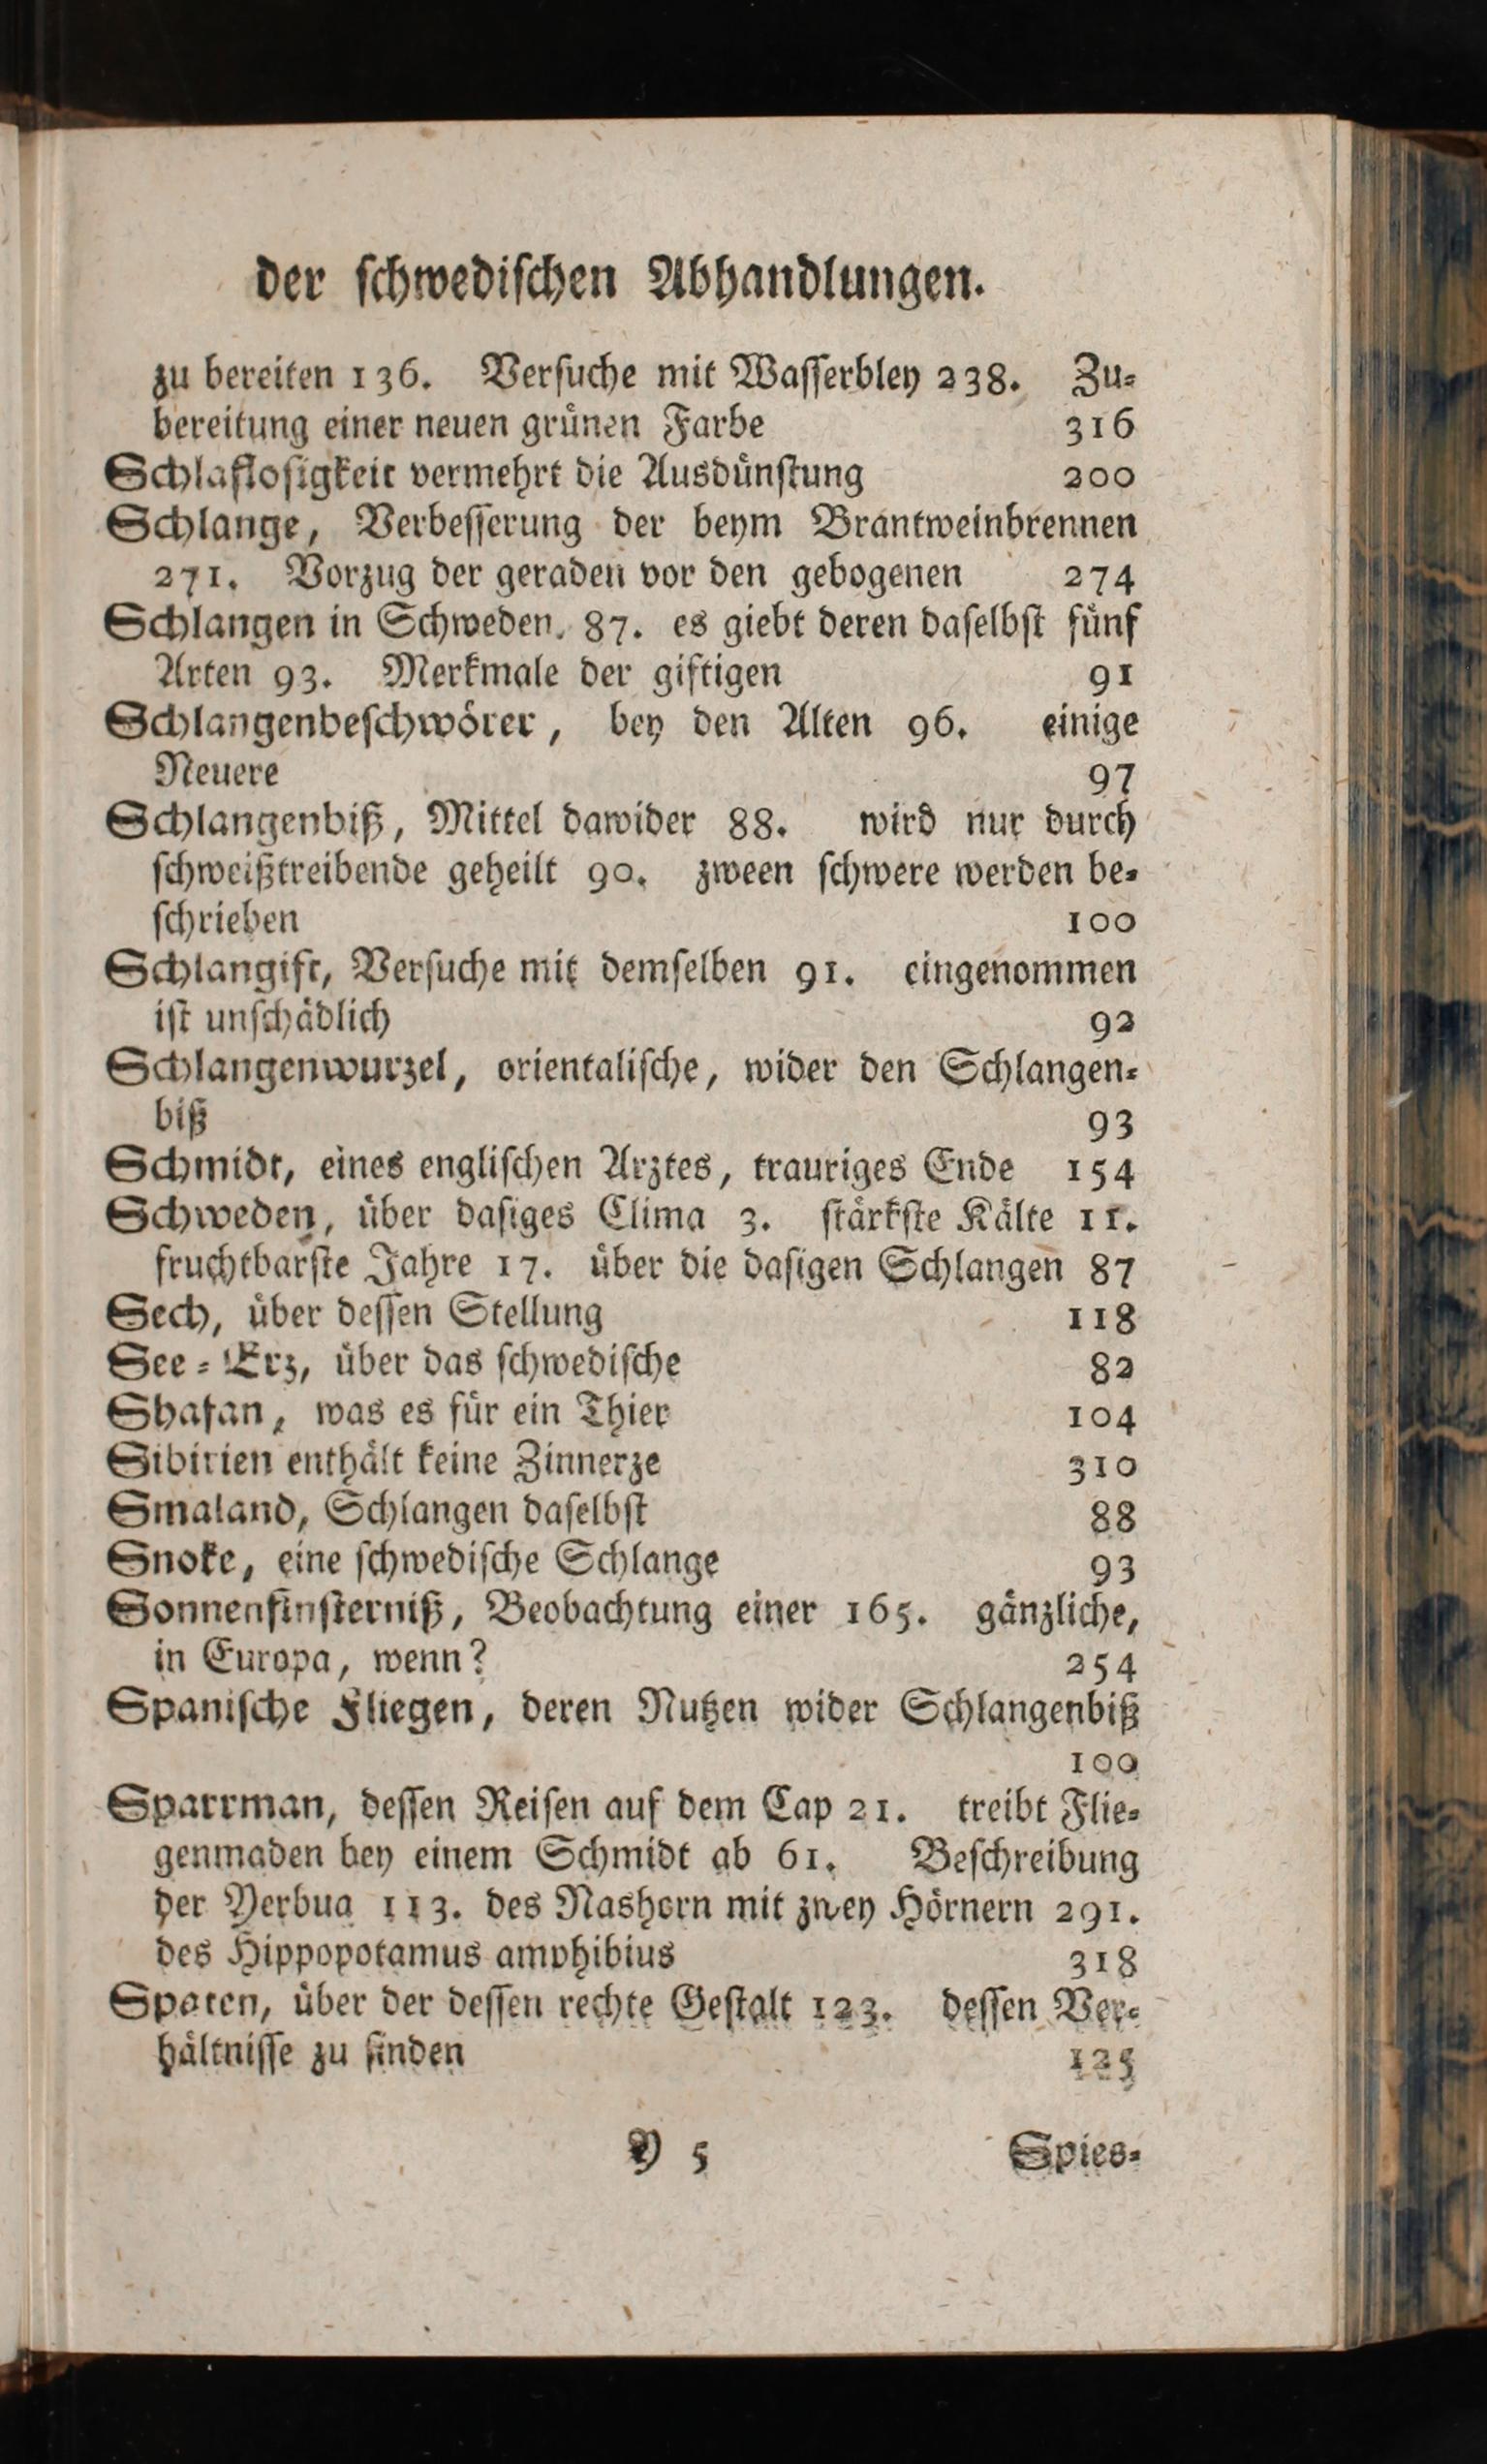 der ſchwediſchen Abhandlungen.
zu bereiten 136. Verſuche mit Waſſerbley 238. Zu⸗
bereitung einer neuen grünen Farbe 316
Schlafloſigkeit vermehrt die Ausdünſtung 200
Schlange, Verbeſſerung der beym Brantweinbrennen
271. Vorzug der geraden vor den gebogenen 274
Schlangen in Schweden. 87. es giebt deren daſelbſt fünf
Arten 93. Merkmale der giftigen 91
Schlangenbeſchwörer, bey den Alten 96. einige
Neuere 97
Schlangenbiß, Mittel dawider 88. wird nur durch
ſchweißtreibende geheilt 90. zween ſchwere werden be⸗
ſchrieben 100
Schlangift, Verſuche mit demſelben 91. eingenommen
iſt unſchädlich 92
Schlangenwurzel, orientaliſche, wider den Schlangen⸗
biß 93
Schmidt, eines engliſchen Arztes, trauriges Ende 154
Schweden, über daſiges Clima 3. ſtärkſte Kälte 11.
fruchtbarſte Jahre 17. über die daſigen Schlangen 87
Sech, über deſſen Stellung 118
See⸗Erz, über das ſchwediſche 82
Shafan, was es für ein Thier 104
Sibirien enthält keine Zinnerze 310
Smaland, Schlangen daſelbſt 88
Snoke, eine ſchwediſche Schlange 93
Sonnenfinſterniß, Beobachtung einer 165. gänzliche,
in Europa, wenn? 254
Spaniſche Fliegen, deren Nutzen wider Schlangenbiß
100
Sparrman, deſſen Reiſen auf dem Cap 21. treibt Flie⸗
genmaden bey einem Schmidt ab 61. Beſchreibung
der Yerbua 113. des Nashorn mit zwey Hörnern 291.
des Hippopotamus amphibius 318
Spaten, über der deſſen rechte Geſtalt 123. deſſen Ver⸗
hältniſſe zu finden 125
Y 5 Spies⸗